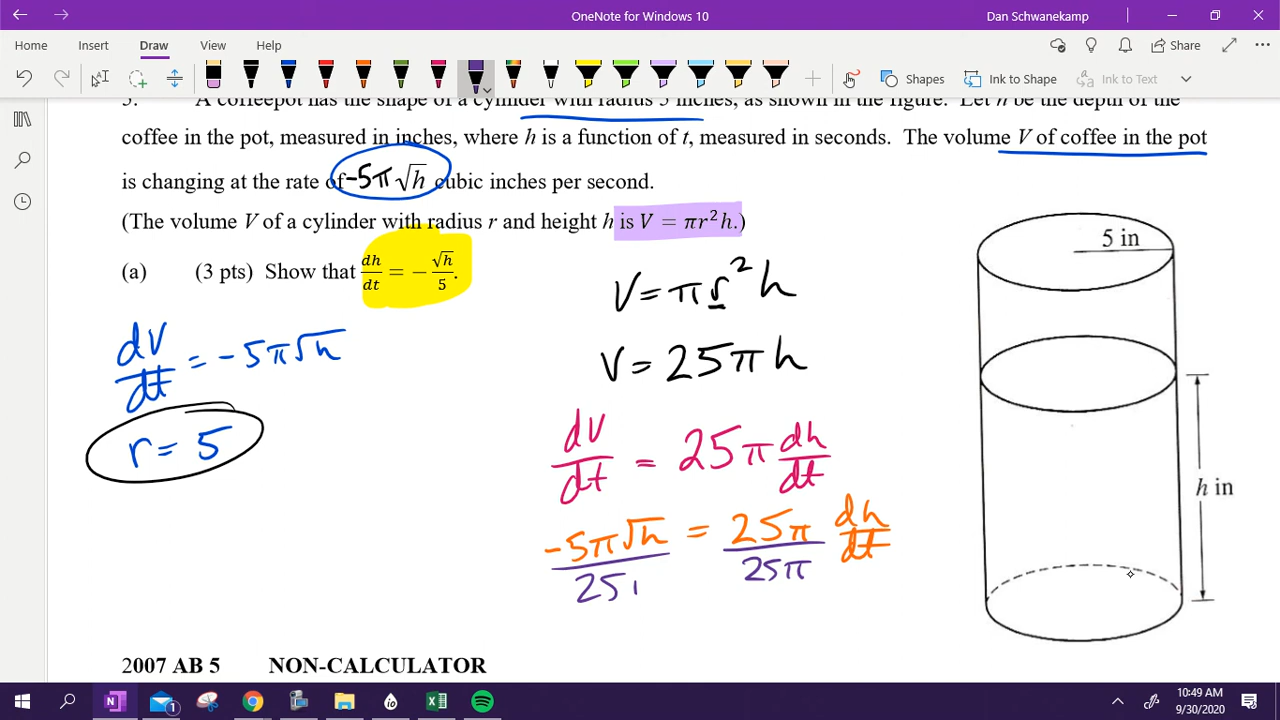 OneNote for Windows 10
Dan Schwanekamp
Home Insert Draw View Help
Share
Shapes Ink to Shape Ink to Text
A coffeepot has the shape of a cylinder with radius 5 inches, as shown in the figure. Let h be the depth of the
coffee in the pot, measured in inches, where h is a function of t, measured in seconds. The volume V of coffee in the pot
is changing at the rate of -5π√h cubic inches per second.
(The volume V of a cylinder with radius r and height h is V = πr²h.)
(a) (3 pts) Show that dh/dt = −√h/5.
5 in
V = πr²h
dV/dt = -5π√h
V = 25πh
r = 5
dV/dt = 25π dh/dt
h in
-5π√h/25 = 25π/25π dh/dt
2007 AB 5 NON-CALCULATOR
1
10:49 AM
9/30/2020